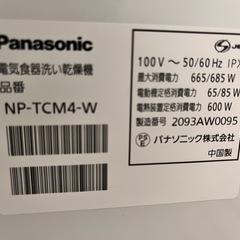 Panasonic
電気食器洗い乾燥機
品番
NP-TCM4-W
100V～50/60Hz (IPX
最大消費電力 665/685 W
電動機定格消費電力 65/85 W
電熱装置定格消費電力 600 W
製造番号 2093AW0095
PS
E
パナソニック株式会社
中国製